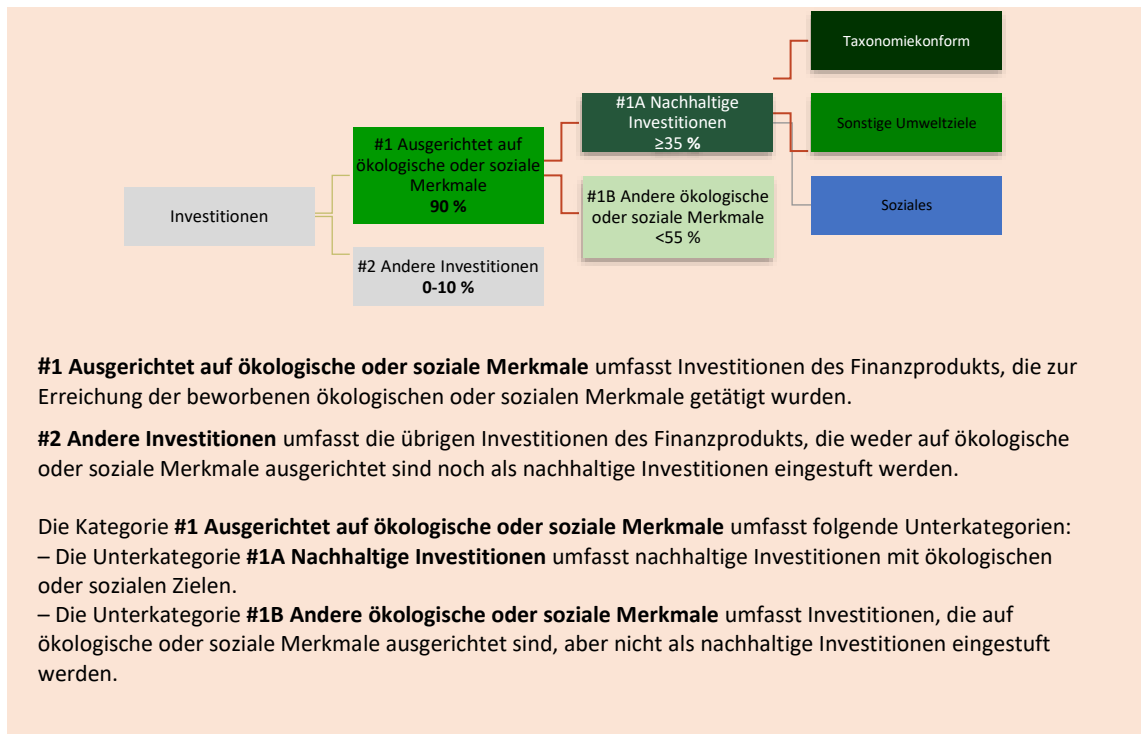 Taxonomiekonform
#1A Nachhaltige
Investitionen
≥35 %
Sonstige Umweltziele
#1 Ausgerichtet auf
ökologische oder soziale
Merkmale
90 %
#1B Andere ökologische
oder soziale Merkmale
<55 %
Soziales
Investitionen
#2 Andere Investitionen
0-10 %
#1 Ausgerichtet auf ökologische oder soziale Merkmale umfasst Investitionen des Finanzprodukts, die zur
Erreichung der beworbenen ökologischen oder sozialen Merkmale getätigt wurden.
#2 Andere Investitionen umfasst die übrigen Investitionen des Finanzprodukts, die weder auf ökologische
oder soziale Merkmale ausgerichtet sind noch als nachhaltige Investitionen eingestuft werden.
Die Kategorie #1 Ausgerichtet auf ökologische oder soziale Merkmale umfasst folgende Unterkategorien:
– Die Unterkategorie #1A Nachhaltige Investitionen umfasst nachhaltige Investitionen mit ökologischen
oder sozialen Zielen.
– Die Unterkategorie #1B Andere ökologische oder soziale Merkmale umfasst Investitionen, die auf
ökologische oder soziale Merkmale ausgerichtet sind, aber nicht als nachhaltige Investitionen eingestuft
werden.